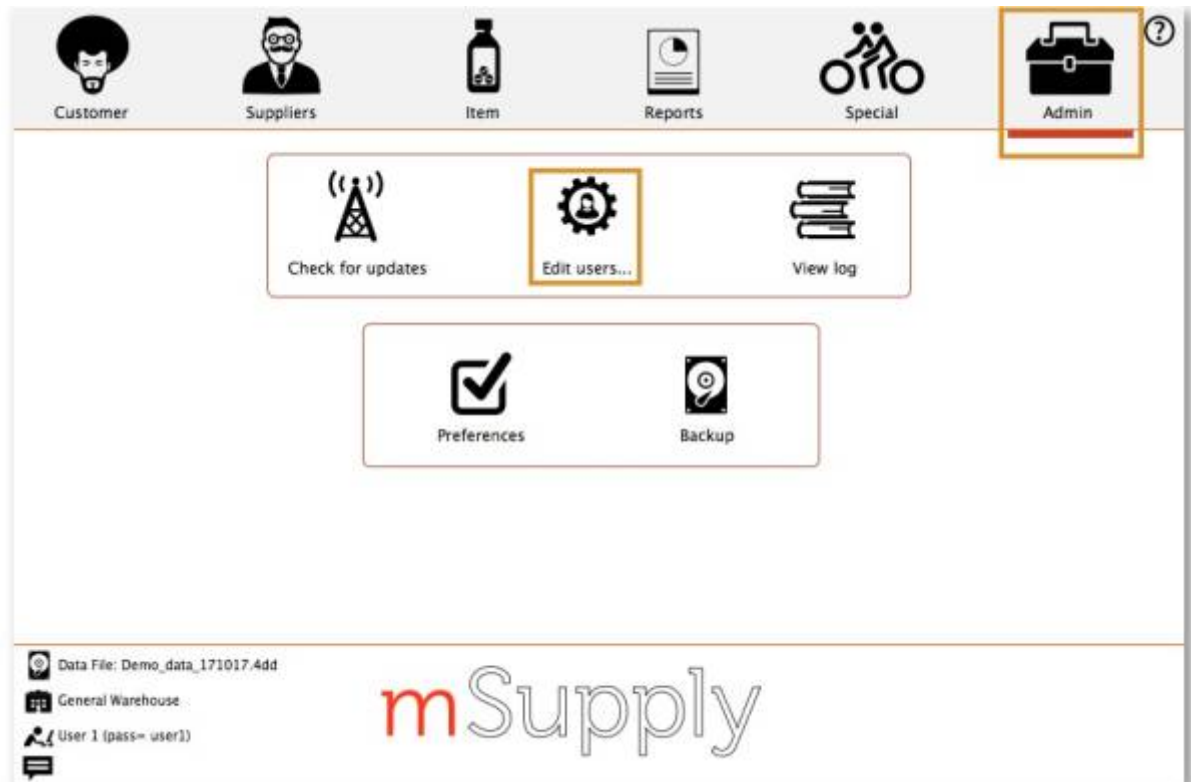 Customer
Suppliers
Item
Reports
Special
Admin
?
Check for updates
Edit users...
View log
Preferences
Backup
Data File: Demo_data_171017.4dd
General Warehouse
User 1 (pass= user1)
mSupply